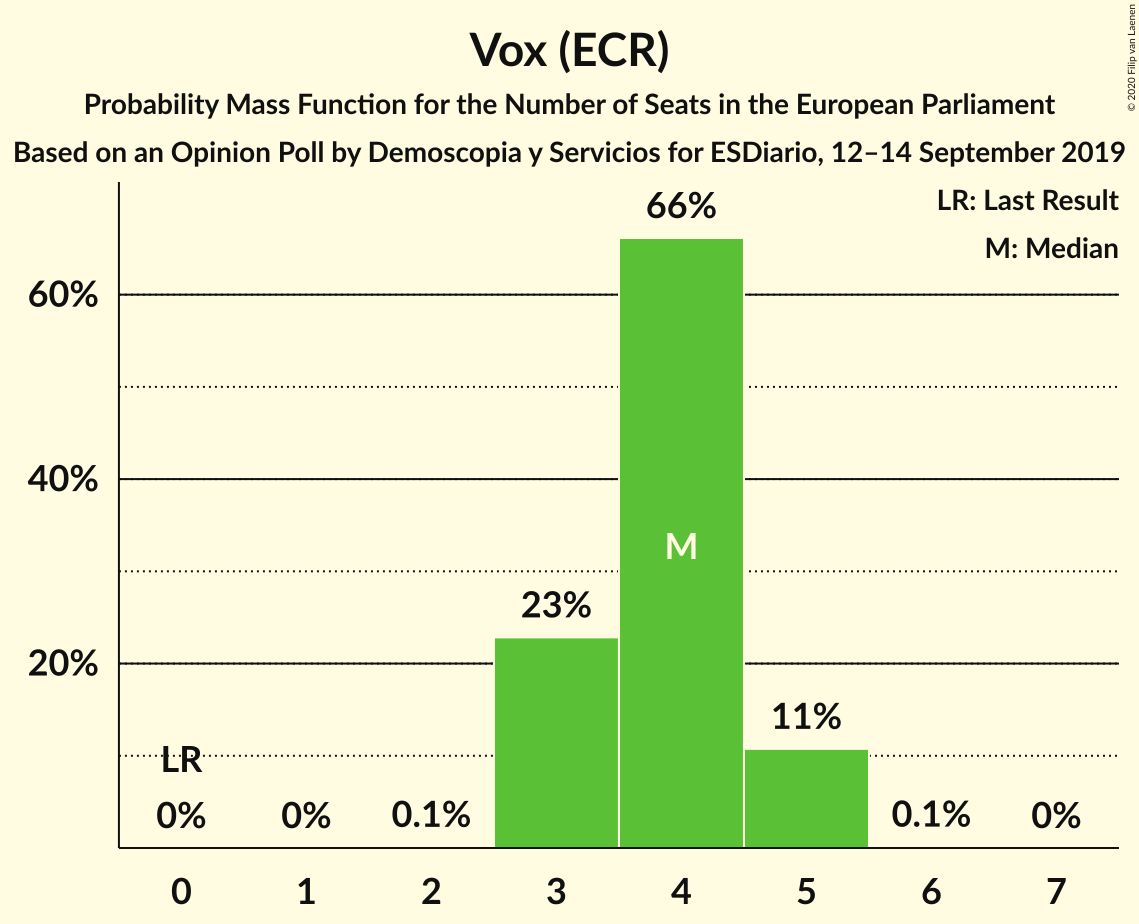 Vox (ECR)
Probability Mass Function for the Number of Seats in the European Parliament
Based on an Opinion Poll by Demoscopia y Servicios for ESDiario, 12–14 September 2019
© 2020 Filip van Laenen
LR: Last Result
M: Median
66%
60%
40%
M
23%
20%
11%
LR
0% 0% 0.1% 0.1% 0%
0 1 2 3 4 5 6 7